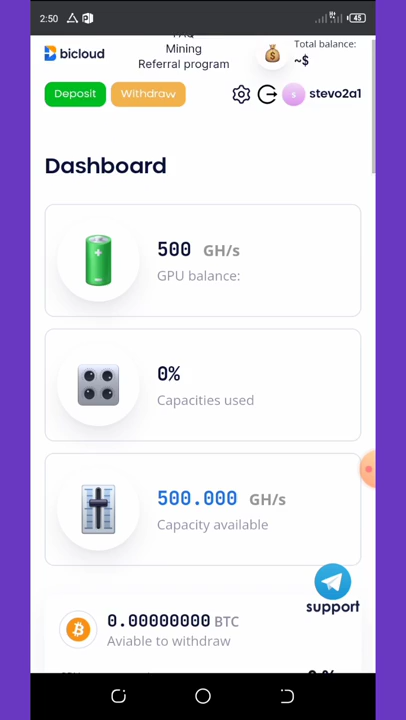 2:50
45
bicloud
Mining
Referral program
Total balance:
~$
Deposit
Withdraw
s
stevo2a1
Dashboard
500 GH/s
GPU balance:
0%
Capacities used
500.000 GH/s
Capacity available
support
0.00000000 BTC
Aviable to withdraw